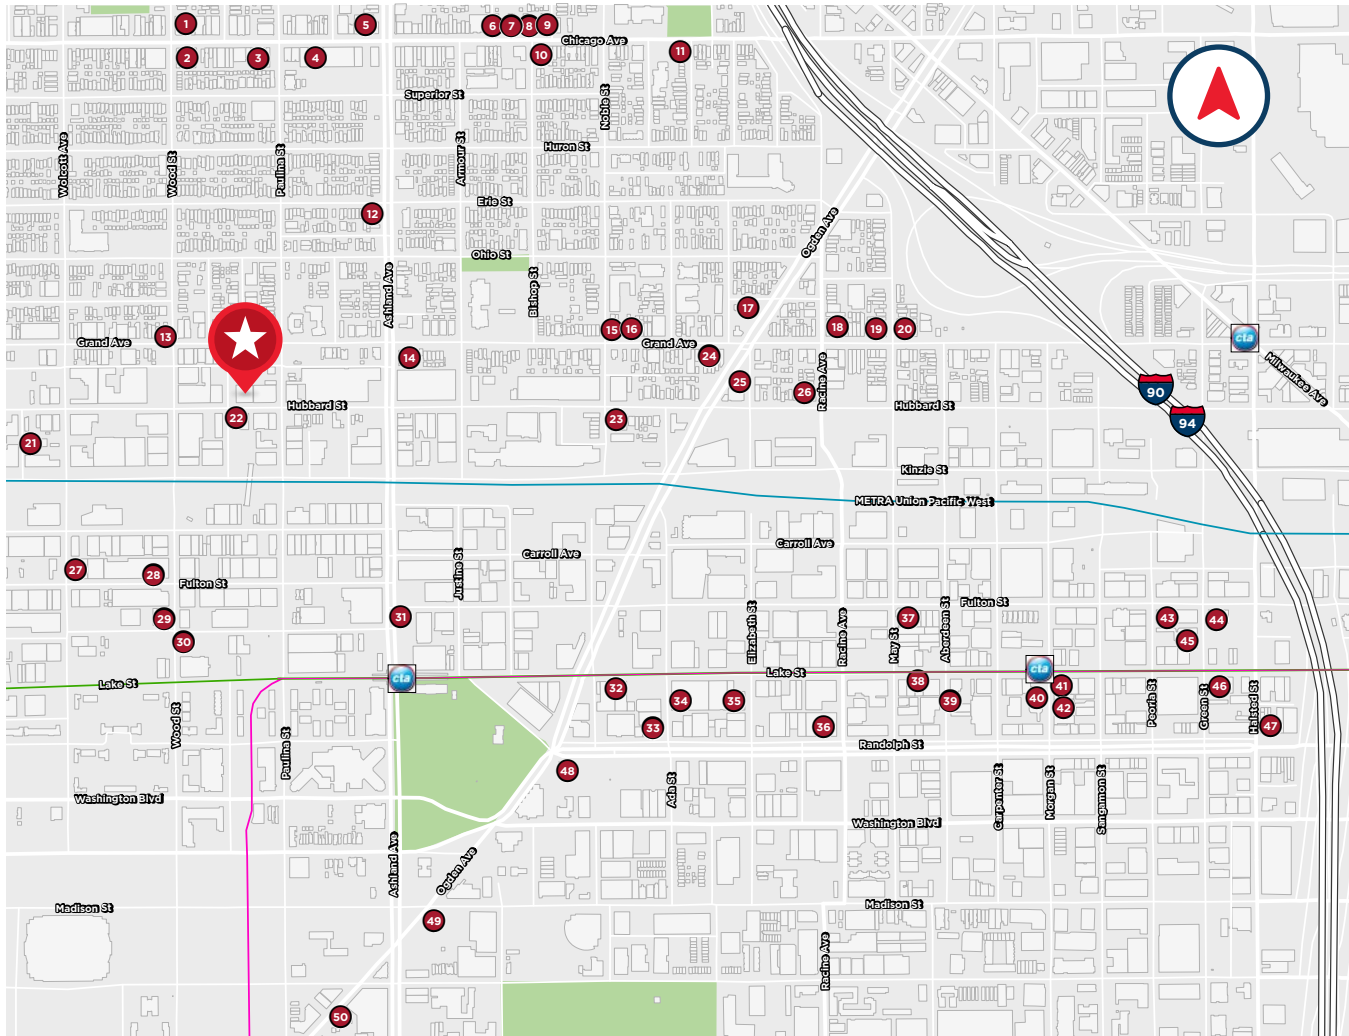 1
5
6
7
8
9
Chicago Ave
2
3
4
10
11
Superior St
Noble St
Wolcott Ave
Wood St
Paulina St
Armour St
Huron St
Erie St
12
Ogden Ave
Ohio St
Ashland Ave
Bishop St
17
13
Grand Ave
15
16
Grand Ave
18
19
20
cta
14
24
25
26
Racine Ave
Milwaukee Ave
90
94
Hubbard St
Hubbard St
22
23
21
Kinzie St
METRA Union Pacific West
Carroll Ave
Carroll Ave
27
28
Fulton St
Justine St
29
30
31
Elizabeth St
Racine Ave
May St
37
Aberdeen St
Fulton St
43
44
45
Lake St
cta
Lake St
cta
32
34
35
38
39
40
41
42
Peoria St
Green St
46
Halsted St
47
Wood St
Paulina St
33
36
Randolph St
48
Ada St
Carpenter St
Morgan St
Sangamon St
Washington Blvd
Washington Blvd
Ashland Ave
Ogden Ave
Madison St
Madison St
49
Racine Ave
50